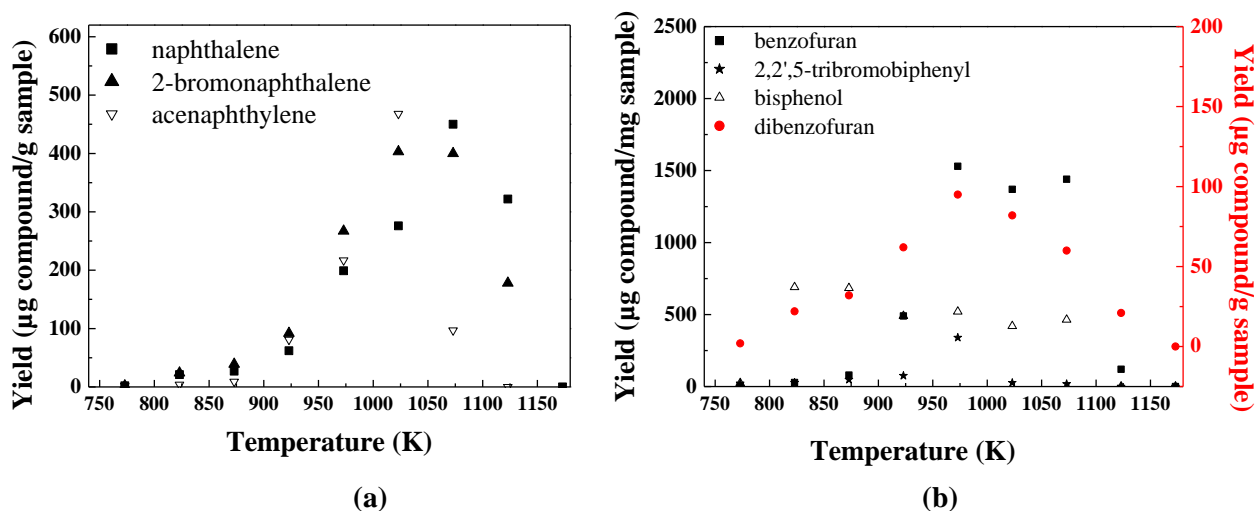 600
500
400
300
200
100
0
Yield (µg compound/g sample)
naphthalene
2-bromonaphthalene
acenaphthylene
750 800 850 900 950 1000 1050 1100 1150
Temperature (K)
(a)
2500
2000
1500
1000
500
0
Yield (µg compound/mg sample)
benzofuran
2,2',5-tribromobiphenyl
bisphenol
dibenzofuran
200
150
100
50
0
Yield (µg compound/g sample)
750 800 850 900 950 1000 1050 1100 1150
Temperature (K)
(b)